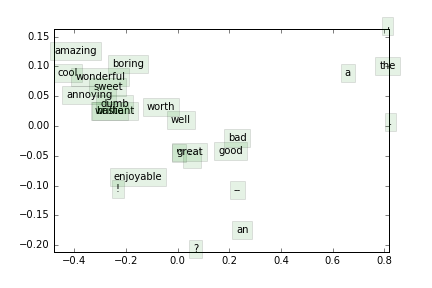 0.15
amazing
boring
the
0.10
cool
wonderful
a
sweet
0.05
annoying
dumb
worth
well
0.00
bad
great
good
−0.05
enjoyable
!
--
−0.10
an
−0.15
?
−0.20
−0.4 −0.2 0.0 0.2 0.4 0.6 0.8